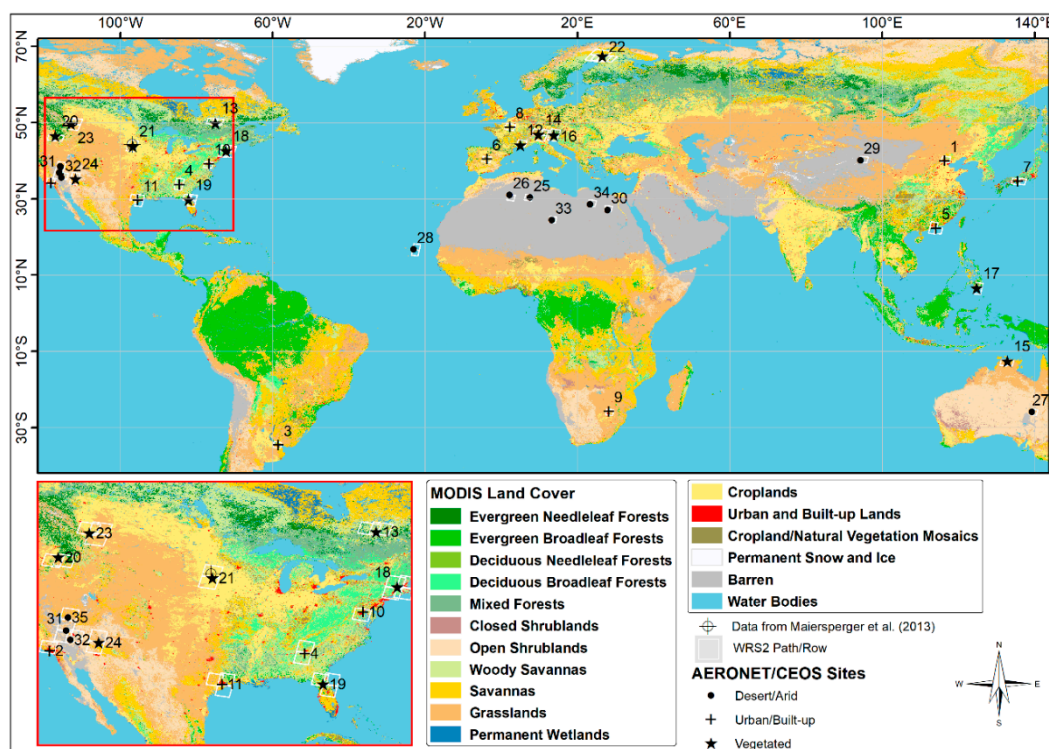 100°W 60°W 20°W 20°E 60°E 100°E 140°E
70°N
50°N
30°N
10°N
10°S
30°S
22
13
20
23
21
18
8
14
12
16
6
31
32
24
4
11
19
29
1
7
5
26
25
34
30
33
28
17
15
9
27
3
23
13
20
21
18
10
31
35
32
2
24
4
11
19
MODIS Land Cover
Evergreen Needleleaf Forests
Evergreen Broadleaf Forests
Deciduous Needleleaf Forests
Deciduous Broadleaf Forests
Mixed Forests
Closed Shrublands
Open Shrublands
Woody Savannas
Savannas
Grasslands
Permanent Wetlands
Croplands
Urban and Built-up Lands
Cropland/Natural Vegetation Mosaics
Permanent Snow and Ice
Barren
Water Bodies
Data from Maiersperger et al. (2013)
WRS2 Path/Row
AERONET/CEOS Sites
Desert/Arid
Urban/Built-up
Vegetated
N
W E
S